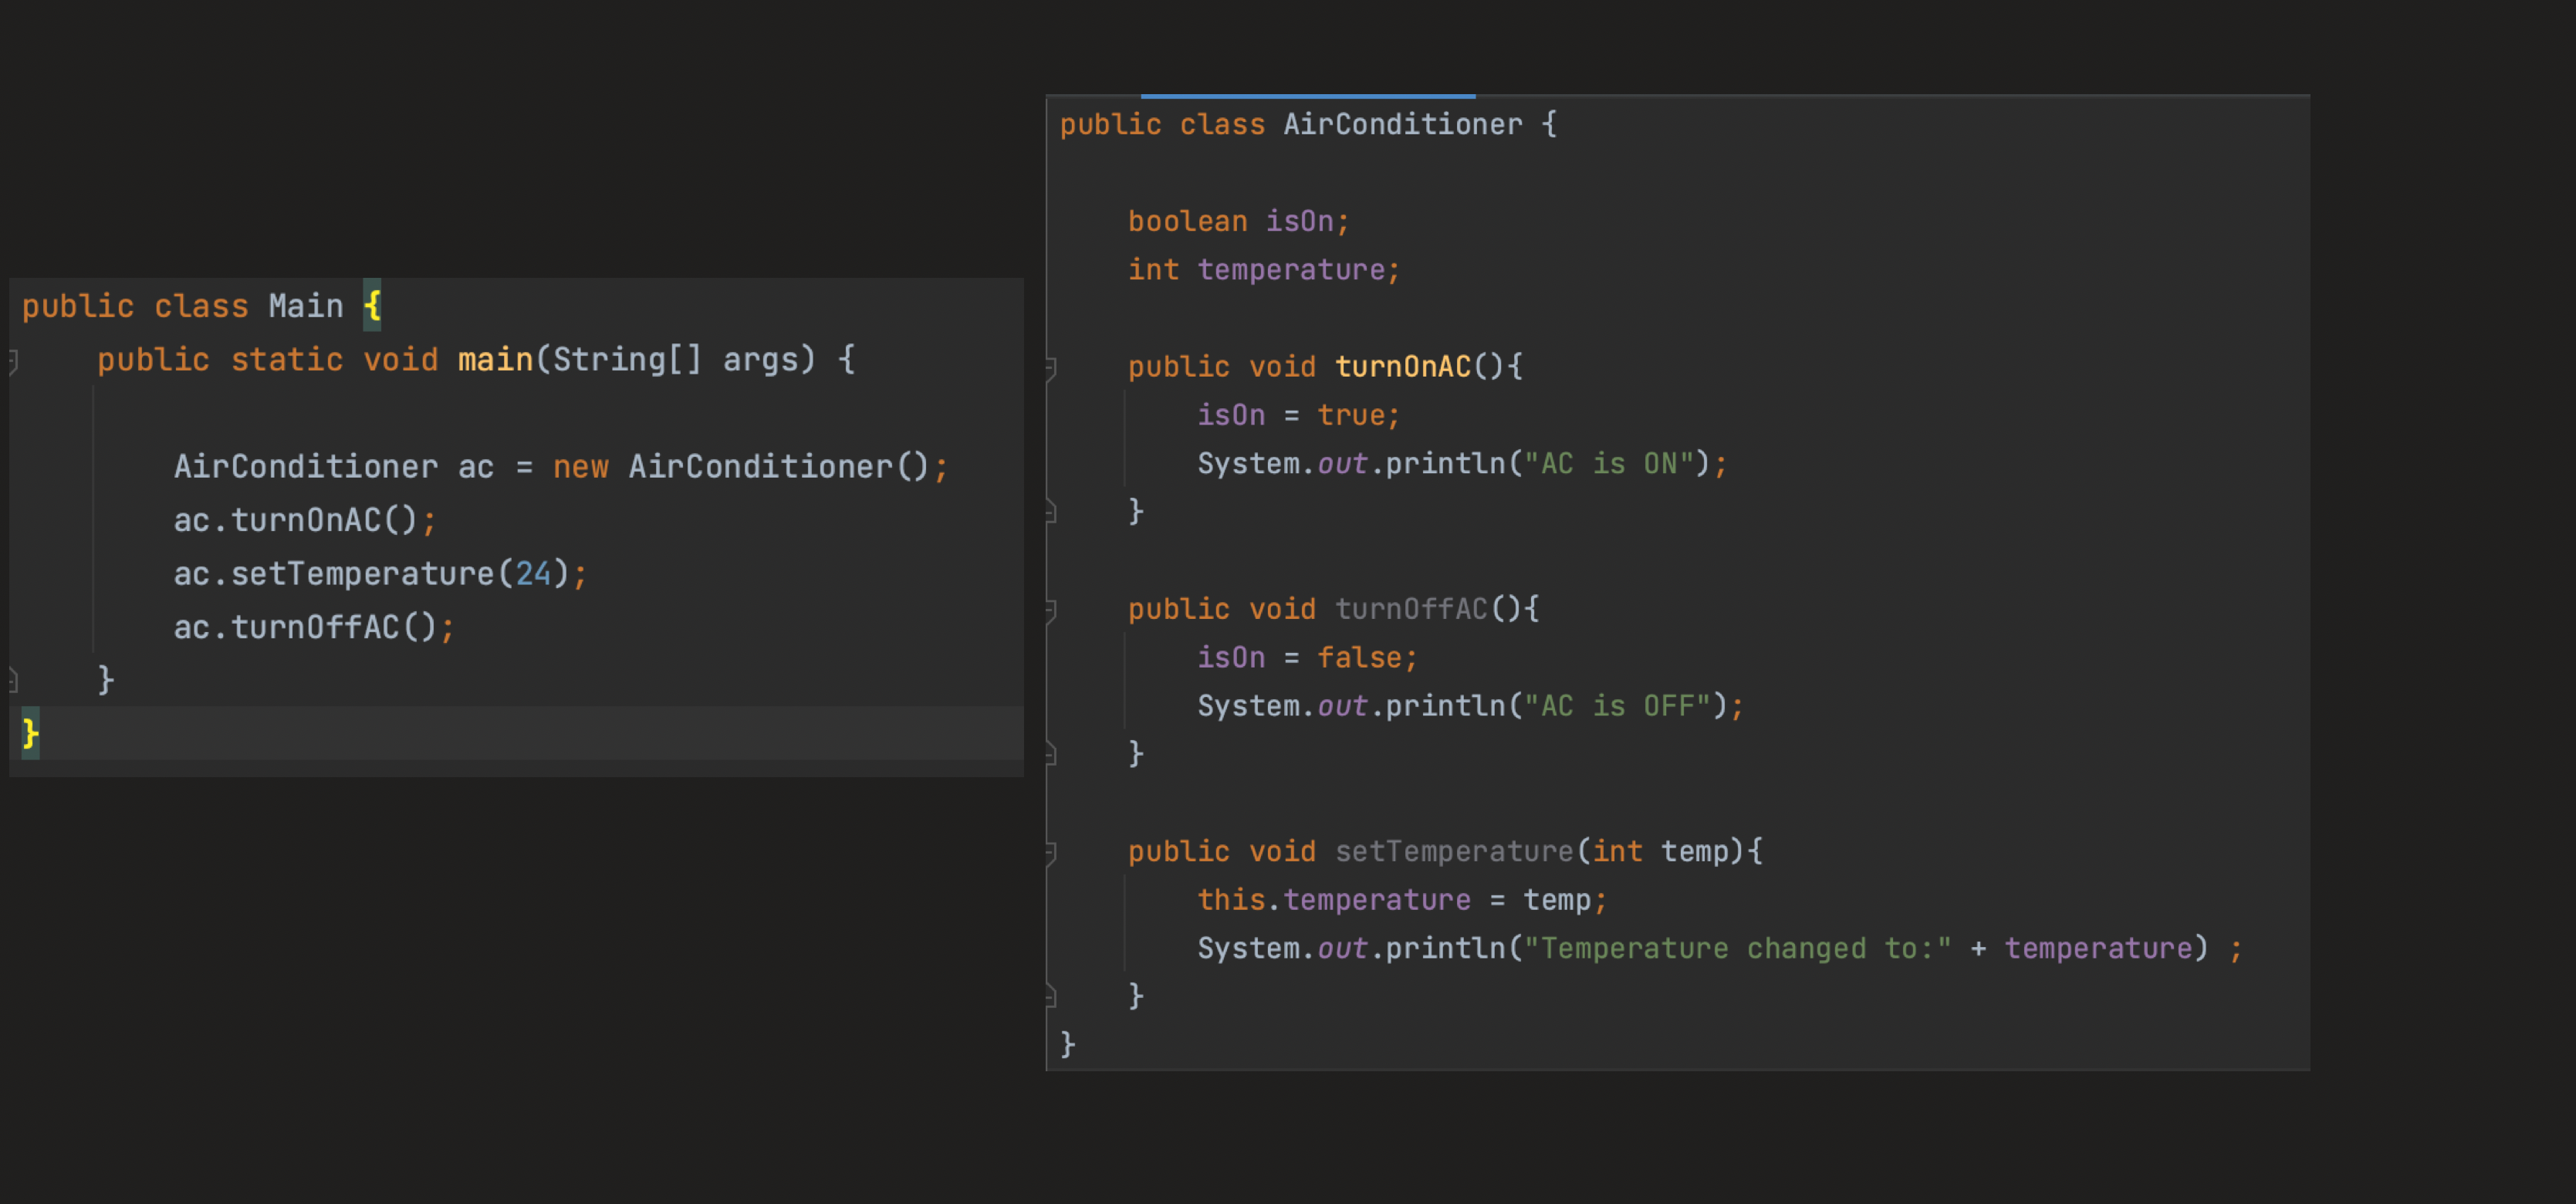 public class Main {
    public static void main(String[] args) {
        AirConditioner ac = new AirConditioner();
        ac.turnOnAC();
        ac.setTemperature(24);
        ac.turnOffAC();
    }
}
public class AirConditioner {
    boolean isOn;
    int temperature;
    public void turnOnAC(){
        isOn = true;
        System.out.println("AC is ON");
    }
    public void turnOffAC(){
        isOn = false;
        System.out.println("AC is OFF");
    }
    public void setTemperature(int temp){
        this.temperature = temp;
        System.out.println("Temperature changed to:" + temperature) ;
    }
}